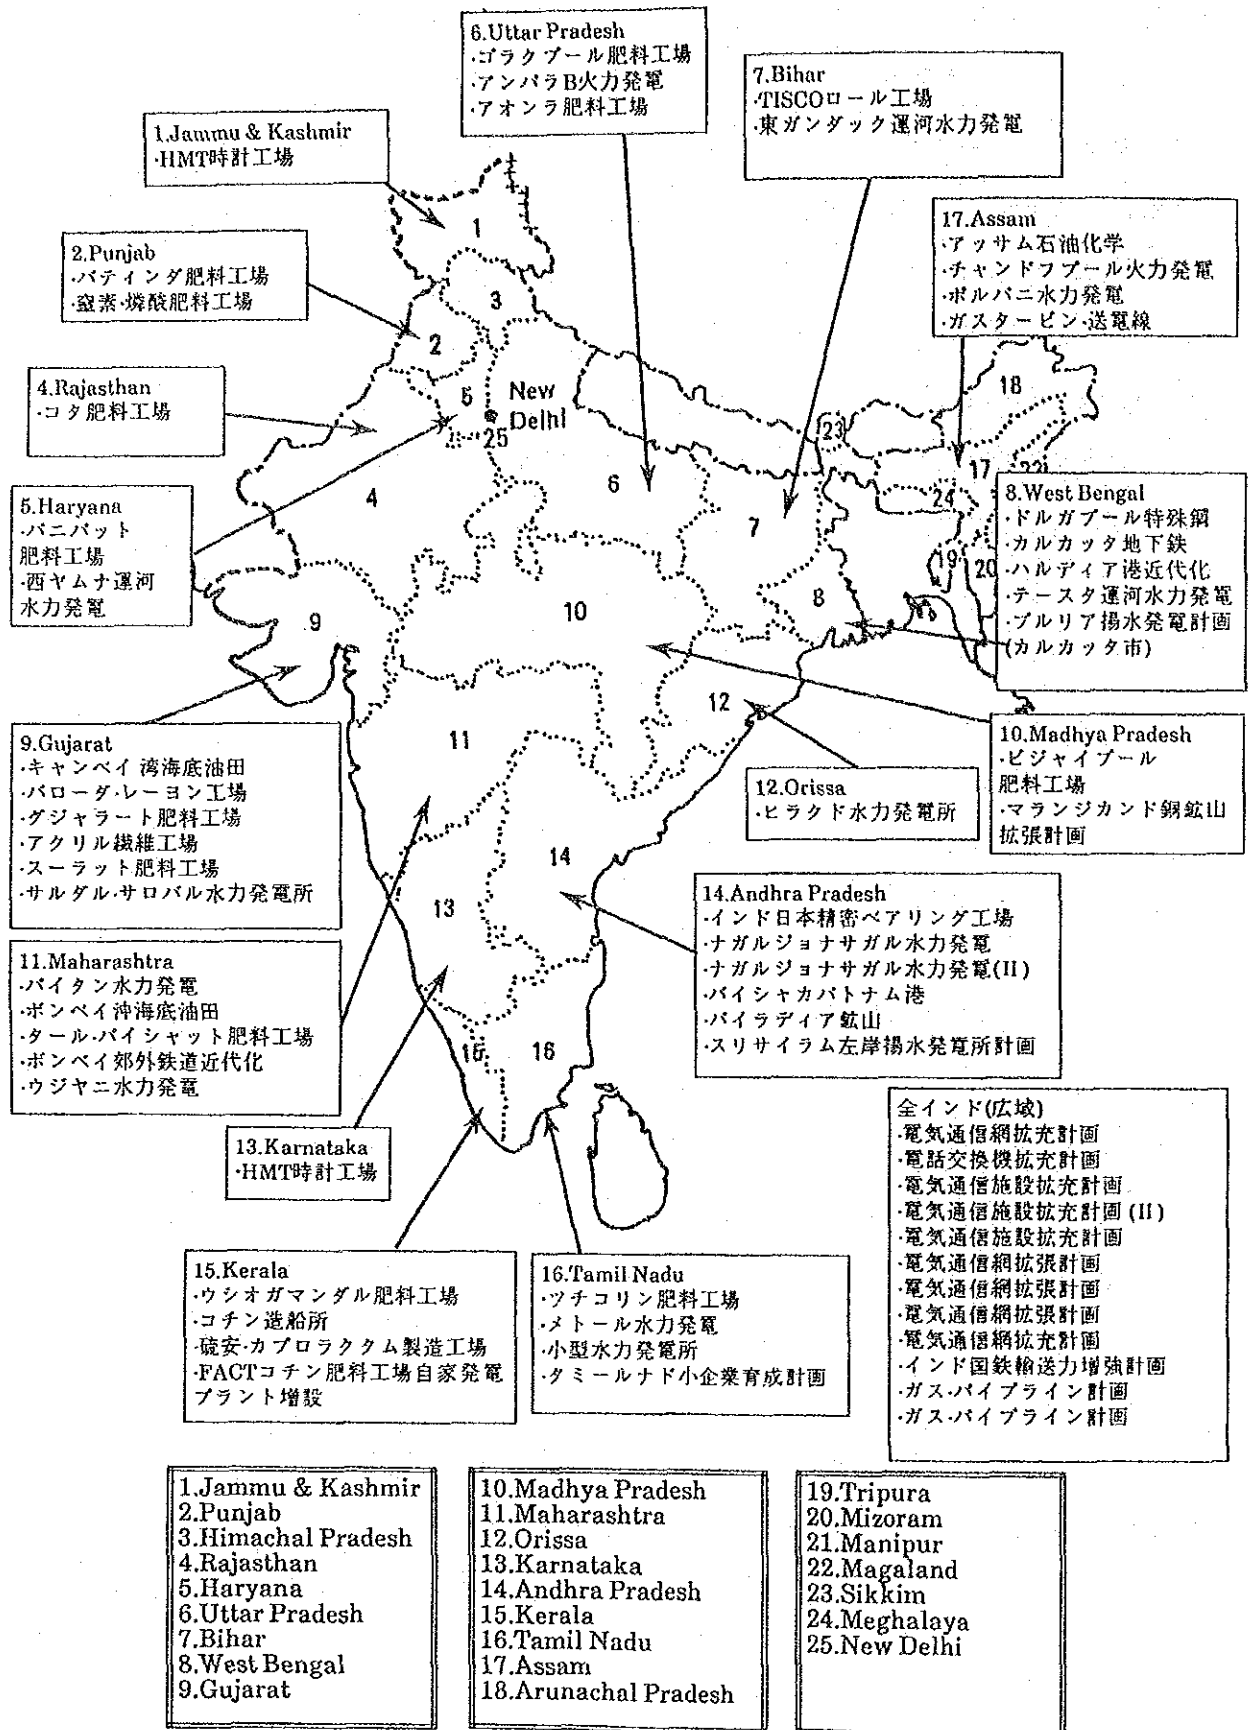 6.Uttar Pradesh
·ゴラクプール肥料工場
·アンパラB火力発電
·アオンラ肥料工場
7.Bihar
·TISCOロール工場
·東ガンダック運河水力発電
1.Jammu & Kashmir
·HMT時計工場
17.Assam
·アッサム石油化学
·チャンドフプール火力発電
·ボルパニ水力発電
·ガスタービン·送電線
2.Punjab
·バティンダ肥料工場
·窒素·燐酸肥料工場
4.Rajasthan
·コタ肥料工場
5.Haryana
·パニパット
肥料工場
·西ヤムナ運河
水力発電
8.West Bengal
·ドルガプール特殊鋼
·カルカッタ地下鉄
·ハルディア港近代化
·テースタ運河水力発電
·プルリア揚水発電計画
(カルカッタ市)
1
3
2
5
New
Delhi
25
4
6
7
23
18
17
22
24
19
20
8
9
10
12
11
14
13
15
16
9.Gujarat
·キャンベイ湾海底油田
·バローダ·レーヨン工場
·グジャラート肥料工場
·アクリル繊維工場
·スーラット肥料工場
·サルダル·サロバル水力発電所
10.Madhya Pradesh
·ビジャイプール
肥料工場
·マランジカンド銅鉱山
拡張計画
12.Orissa
·ヒラクド水力発電所
14.Andhra Pradesh
·インド日本精密ベアリング工場
·ナガルジョナサガル水力発電
·ナガルジョナサガル水力発電(II)
·バイシャカパトナム港
·バイラディア鉱山
·スリサイラム左岸揚水発電所計画
11.Maharashtra
·パイタン水力発電
·ボンベイ沖海底油田
·タール·バイシャット肥料工場
·ボンベイ郊外鉄道近代化
·ウジャニ水力発電
13.Karnataka
·HMT時計工場
全インド(広域)
·電気通信網拡充計画
·電話交換機拡充計画
·電気通信施設拡充計画
·電気通信施設拡充計画(II)
·電気通信施設拡充計画
·電気通信網拡張計画
·電気通信網拡張計画
·電気通信網拡張計画
·電気通信網拡充計画
·インド国鉄輸送力増強計画
·ガス·パイプライン計画
·ガス·パイプライン計画
15.Kerala
·ウシオガマンダル肥料工場
·コチン造船所
·硫安·カプロラクタム製造工場
·FACTコチン肥料工場自家発電
プラント増設
16.Tamil Nadu
·ツチコリン肥料工場
·メトール水力発電
·小型水力発電所
·タミールナド小企業育成計画
1.Jammu & Kashmir
2.Punjab
3.Himachal Pradesh
4.Rajasthan
5.Haryana
6.Uttar Pradesh
7.Bihar
8.West Bengal
9.Gujarat
10.Madhya Pradesh
11.Maharashtra
12.Orissa
13.Karnataka
14.Andhra Pradesh
15.Kerala
16.Tamil Nadu
17.Assam
18.Arunachal Pradesh
19.Tripura
20.Mizoram
21.Manipur
22.Magaland
23.Sikkim
24.Meghalaya
25.New Delhi